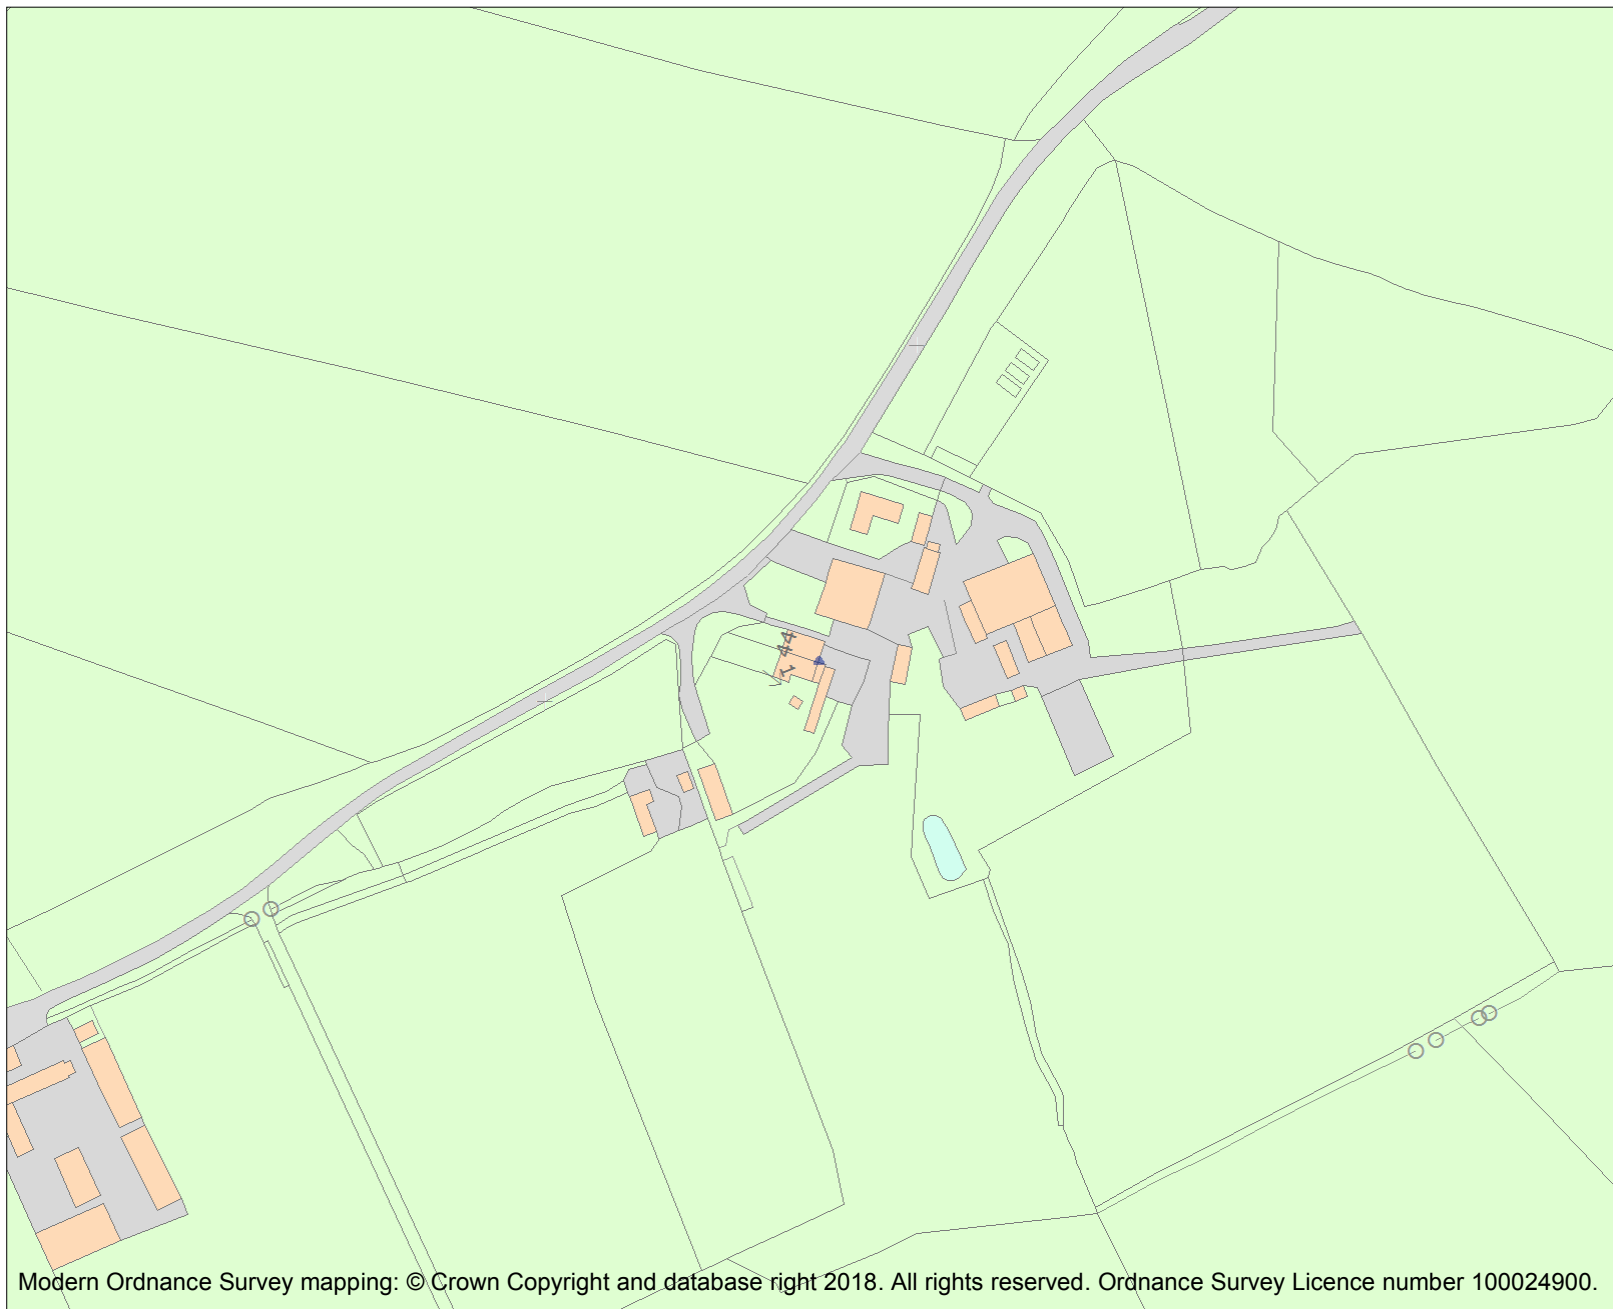 44
1
Modern Ordnance Survey mapping: © Crown Copyright and database right 2018. All rights reserved. Ordnance Survey Licence number 100024900.